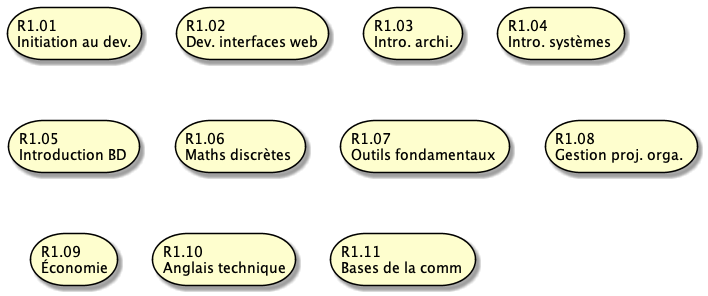 R1.01
Initiation au dev.
R1.02
Dev. interfaces web
R1.03
Intro. archi.
R1.04
Intro. systèmes
R1.05
Introduction BD
R1.06
Maths discrètes
R1.07
Outils fondamentaux
R1.08
Gestion proj. orga.
R1.09
Économie
R1.10
Anglais technique
R1.11
Bases de la comm